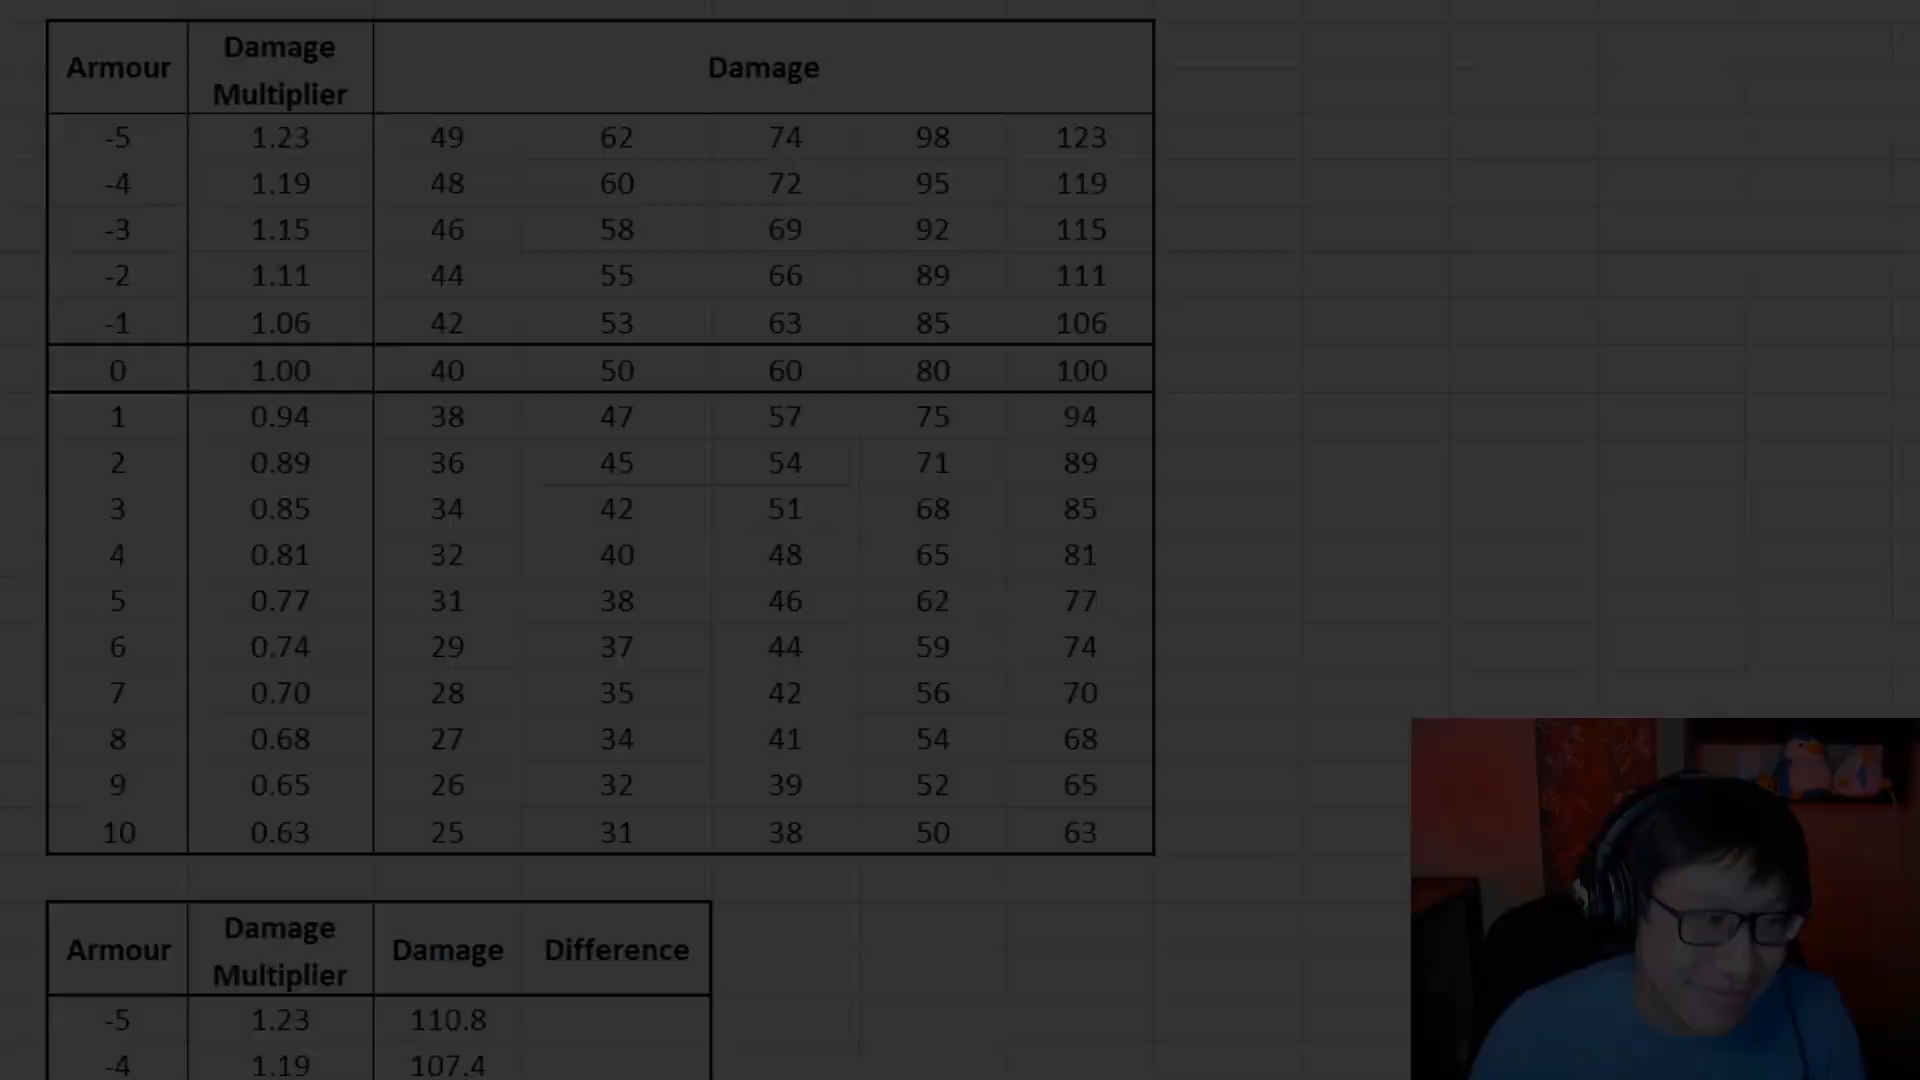 Armour Damage Multiplier Damage
-5 1.23 49 62 74 98 123
-4 1.19 48 60 72 95 119
-3 1.15 46 58 69 92 115
-2 1.11 44 55 66 89 111
-1 1.06 42 53 63 85 106
0 1.00 40 50 60 80 100
1 0.94 38 47 57 75 94
2 0.89 36 45 54 71 89
3 0.85 34 42 51 68 85
4 0.81 32 40 48 65 81
5 0.77 31 38 46 62 77
6 0.74 29 37 44 59 74
7 0.70 28 35 42 56 70
8 0.68 27 34 41 54 68
9 0.65 26 32 39 52 65
10 0.63 25 31 38 50 63
Armour Damage Multiplier Damage Difference
-5 1.23 110.8
-4 1.19 107.4